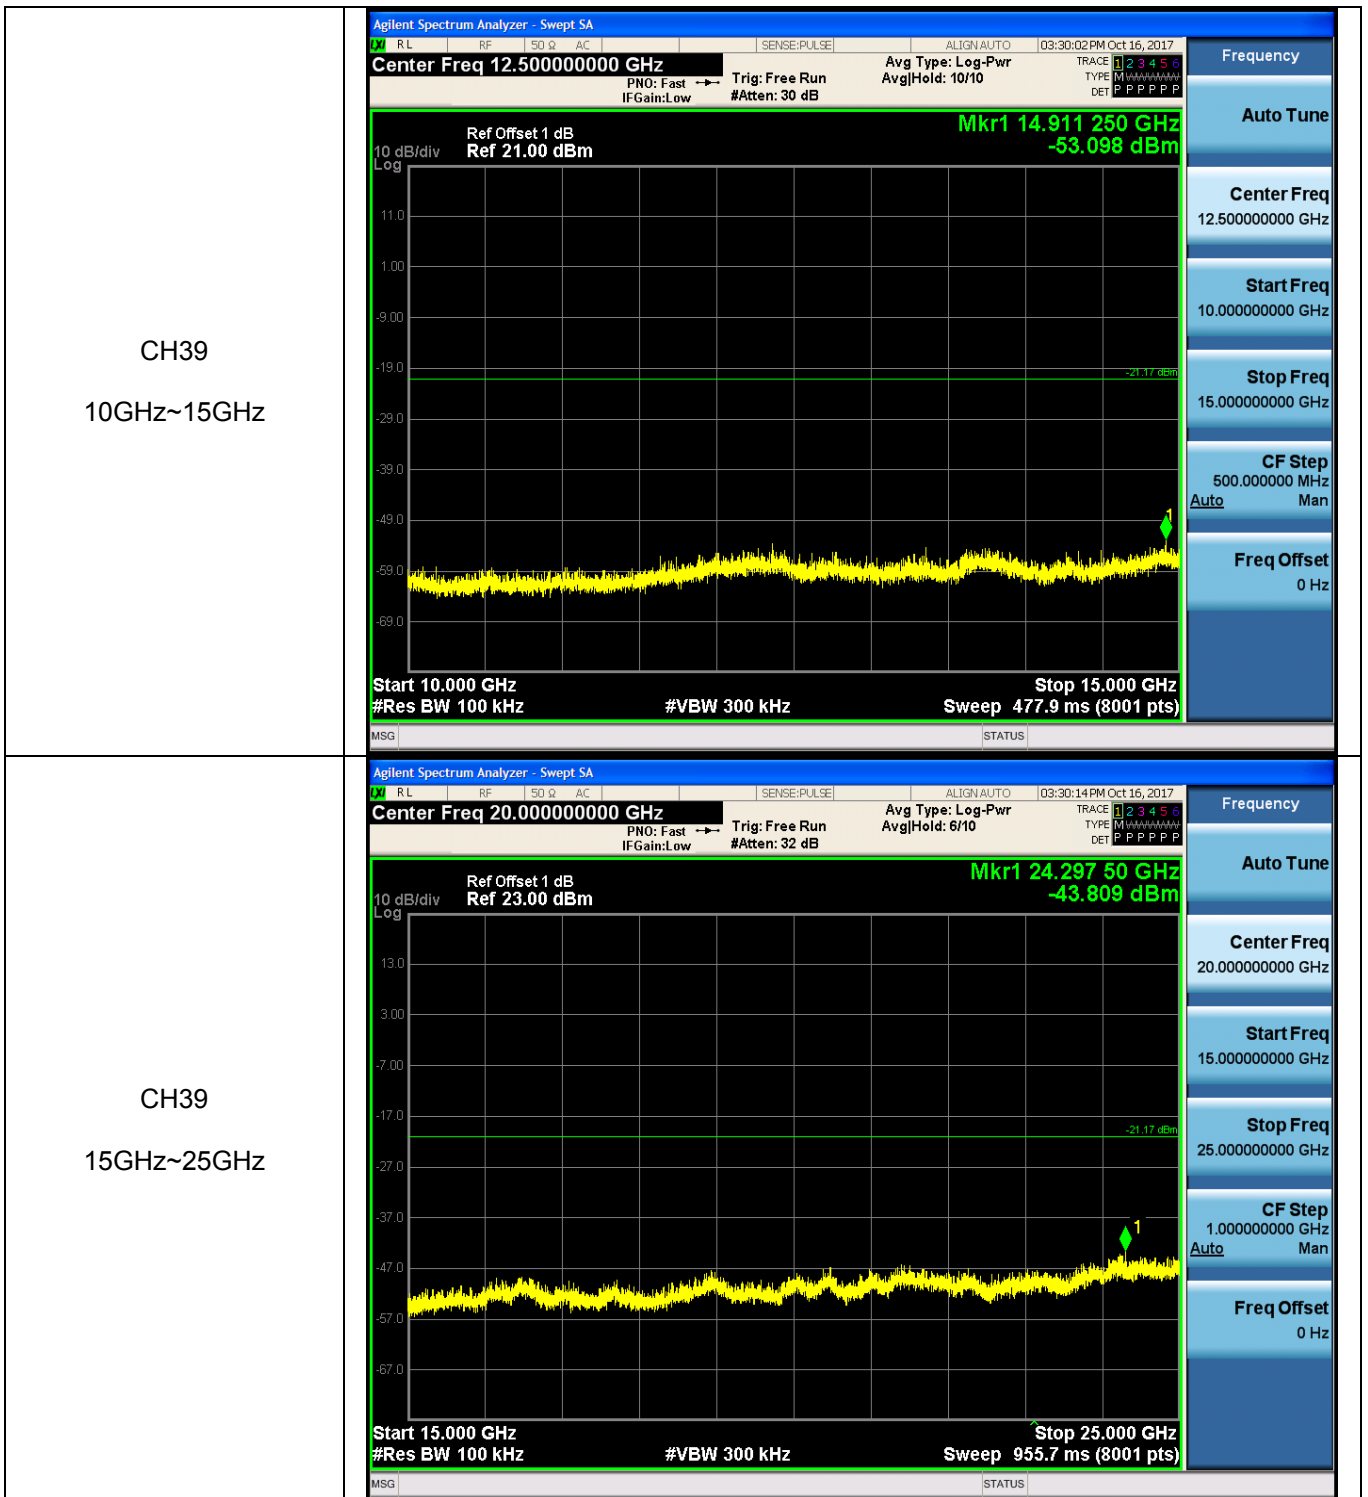 CH39
10GHz~15GHz
Agilent Spectrum Analyzer - Swept SA
LXI RL RF 50 Ω AC SENSE:PULSE ALIGN AUTO 03:30:02 PM Oct 16, 2017
Center Freq 12.500000000 GHz
PNO: Fast
IFGain:Low
Trig: Free Run
#Atten: 30 dB
Avg Type: Log-Pwr
Avg|Hold: 10/10
TRACE 1 2 3 4 5 6
TYPE M WWWWW
DET P P P P P P
Mkr1 14.911 250 GHz
-53.098 dBm
Ref Offset 1 dB
10 dB/div Ref 21.00 dBm
Log
11.0
1.00
-9.00
-19.0
-21.17 dBm
-29.0
-39.0
-49.0
1
-59.0
-69.0
Start 10.000 GHz Stop 15.000 GHz
#Res BW 100 kHz #VBW 300 kHz Sweep 477.9 ms (8001 pts)
MSG STATUS
Frequency
Auto Tune
Center Freq
12.500000000 GHz
Start Freq
10.000000000 GHz
Stop Freq
15.000000000 GHz
CF Step
500.000000 MHz
Auto Man
Freq Offset
0 Hz
CH39
15GHz~25GHz
Agilent Spectrum Analyzer - Swept SA
LXI RL RF 50 Ω AC SENSE:PULSE ALIGN AUTO 03:30:14 PM Oct 16, 2017
Center Freq 20.000000000 GHz
PNO: Fast
IFGain:Low
Trig: Free Run
#Atten: 32 dB
Avg Type: Log-Pwr
Avg|Hold: 6/10
TRACE 1 2 3 4 5 6
TYPE M WWWWW
DET P P P P P P
Mkr1 24.297 50 GHz
-43.809 dBm
Ref Offset 1 dB
10 dB/div Ref 23.00 dBm
Log
13.0
3.00
-7.00
-17.0
-21.17 dBm
-27.0
-37.0
1
-47.0
-57.0
-67.0
Start 15.000 GHz Stop 25.000 GHz
#Res BW 100 kHz #VBW 300 kHz Sweep 955.7 ms (8001 pts)
MSG STATUS
Frequency
Auto Tune
Center Freq
20.000000000 GHz
Start Freq
15.000000000 GHz
Stop Freq
25.000000000 GHz
CF Step
1.000000000 GHz
Auto Man
Freq Offset
0 Hz